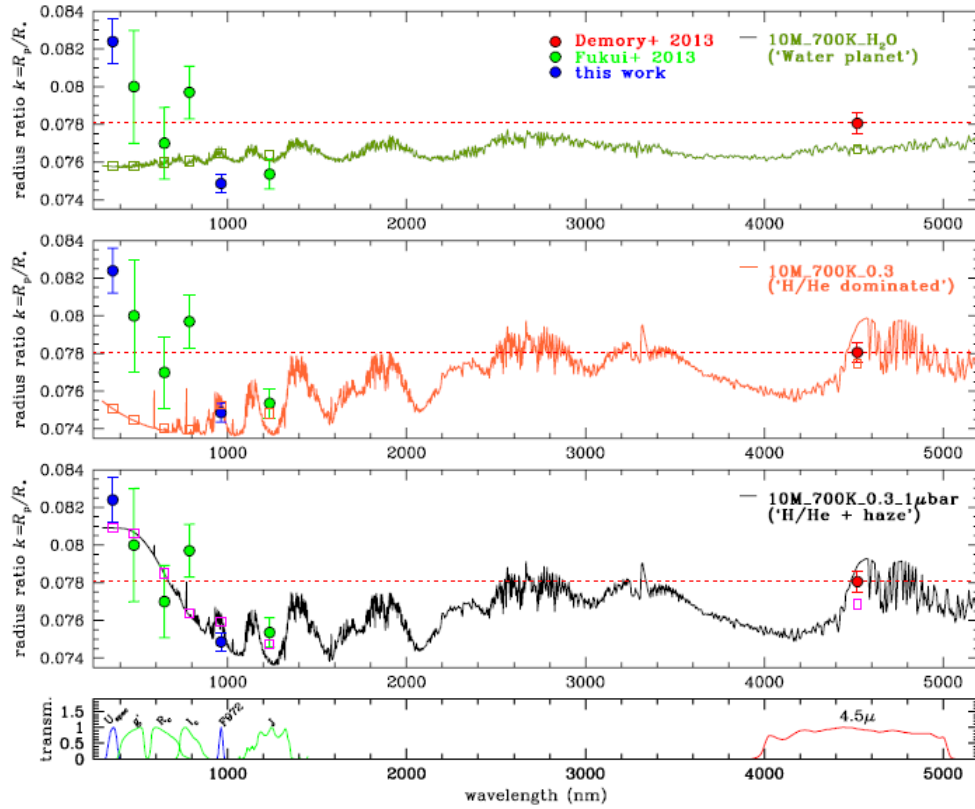 0.084
0.082
0.08
0.078
0.076
0.074
radius ratio k=Rp/R*
Demory+ 2013
Fukui+ 2013
this work
10M_700K_H₂O
('Water planet')
1000
2000
3000
4000
5000
0.084
0.082
0.08
0.078
0.076
0.074
radius ratio k=Rp/R*
10M_700K_0.3
('H/He dominated')
1000
2000
3000
4000
5000
0.084
0.082
0.08
0.078
0.076
0.074
radius ratio k=Rp/R*
10M_700K_0.3_1μbar
('H/He + haze')
1000
2000
3000
4000
5000
1.5
1
0.5
0
transm.
g'
Rc
Ic
F972
J
4.5μ
1000
2000
3000
4000
5000
wavelength (nm)